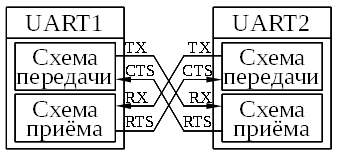 UART1
UART2
Схема
передачи
TX
TX
Схема
передачи
CTS
CTS
Схема
приёма
RX
RX
Схема
приёма
RTS
RTS